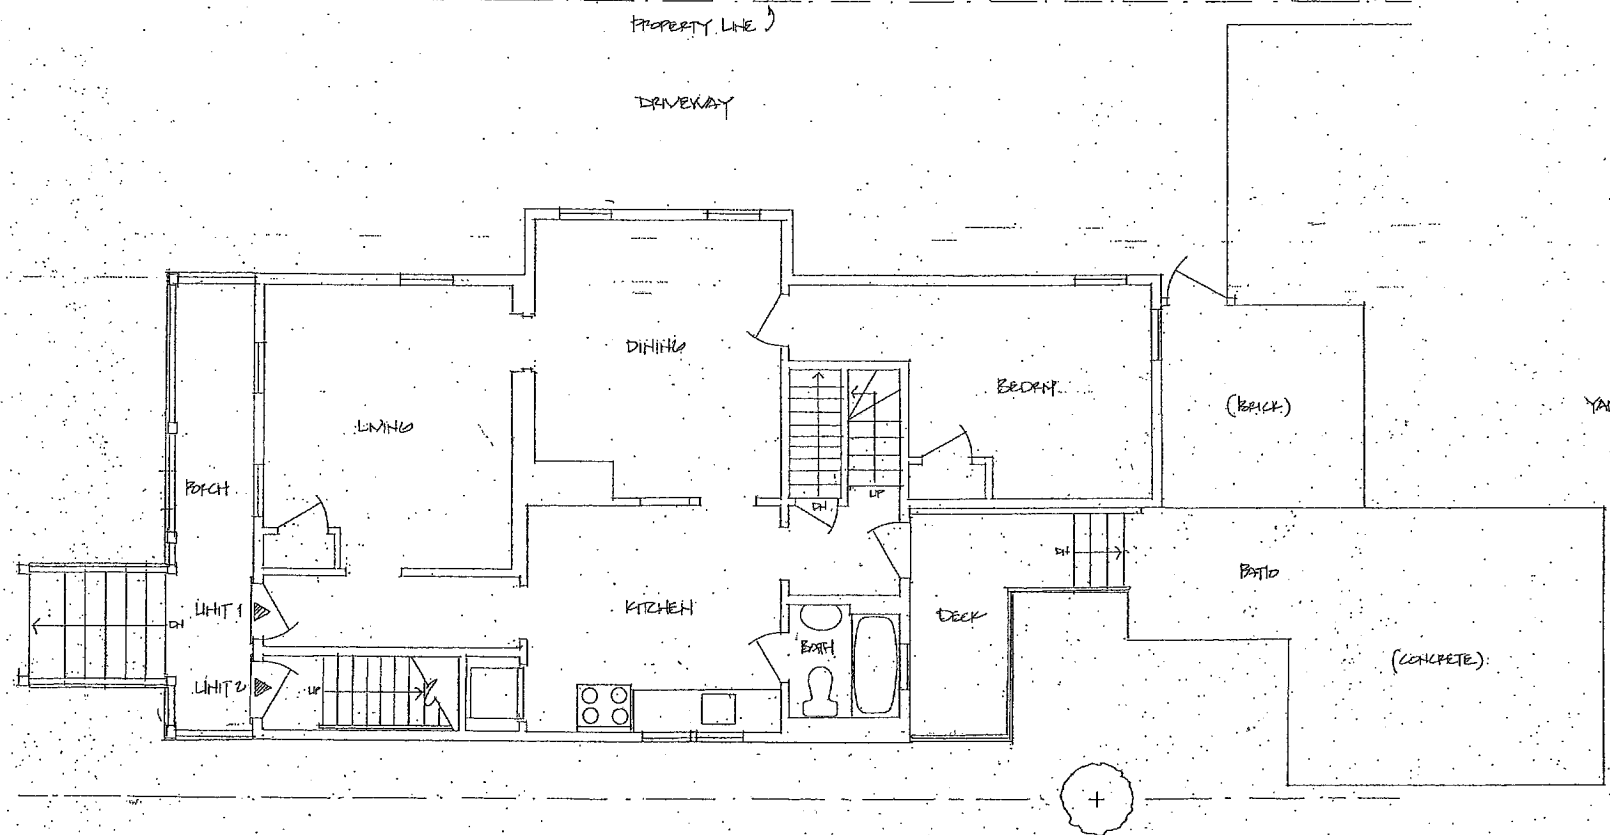 PROPERTY LINE
DRIVEWAY
DINING
BEDRM.
(BRICK)
LIVING
PORCH
UP
DN
DN
PATIO
UNIT 1
KITCHEN
DECK
DN
BATH
(CONCRETE)
UNIT 2
UP